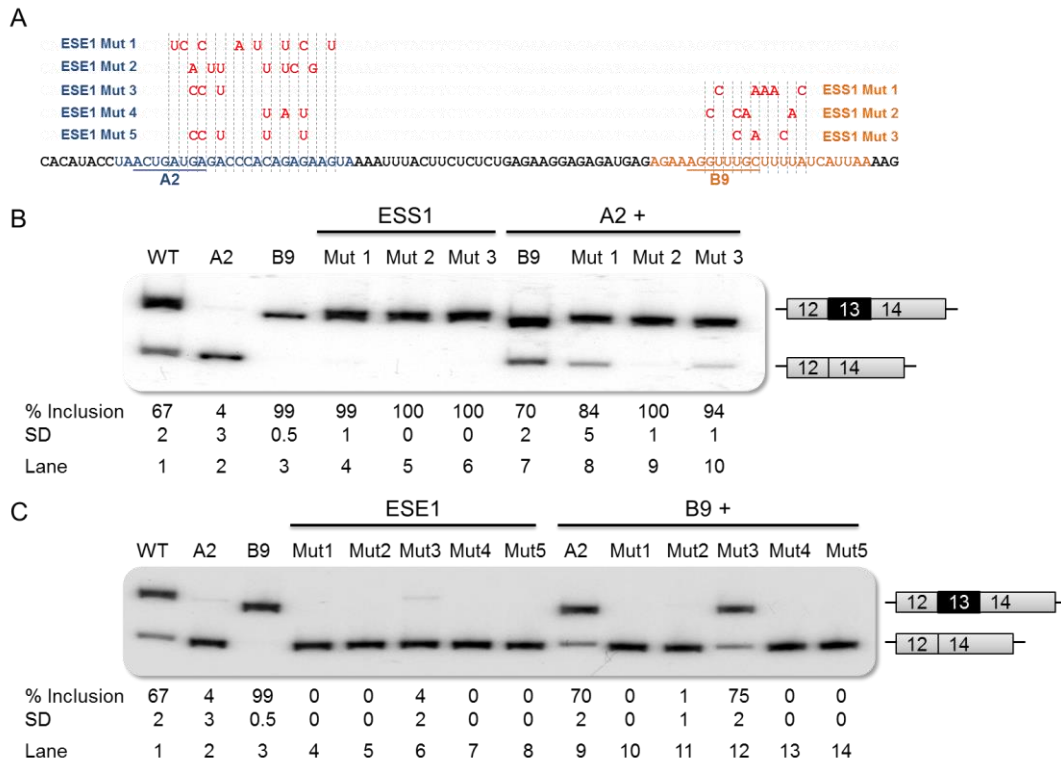 A
ESE1 Mut 1 UC C A U U C U
ESE1 Mut 2 A UU U UC G
ESE1 Mut 3 CC U C AAA C ESS1 Mut 1
ESE1 Mut 4 U A U C CA A ESS1 Mut 2
ESE1 Mut 5 CC U U U C A C ESS1 Mut 3
CACAUACCUAACUGAUGAGACCCACAGAGAAGUAAAAUUUACUUCUCUCUGAGAAGGAGAGAUGAGAGAAAGGUUUGCUUUUAUCAUUAAAAG
A2 B9
B
ESS1 A2 +
WT A2 B9 Mut 1 Mut 2 Mut 3 B9 Mut 1 Mut 2 Mut 3
12 13 14
12 14
% Inclusion 67 4 99 99 100 100 70 84 100 94
SD 2 3 0.5 1 0 0 2 5 1 1
Lane 1 2 3 4 5 6 7 8 9 10
C
ESE1 B9 +
WT A2 B9 Mut1 Mut2 Mut3 Mut4 Mut5 A2 Mut1 Mut2 Mut3 Mut4 Mut5
12 13 14
12 14
% Inclusion 67 4 99 0 0 4 0 0 70 0 1 75 0 0
SD 2 3 0.5 0 0 2 0 0 2 0 1 2 0 0
Lane 1 2 3 4 5 6 7 8 9 10 11 12 13 14